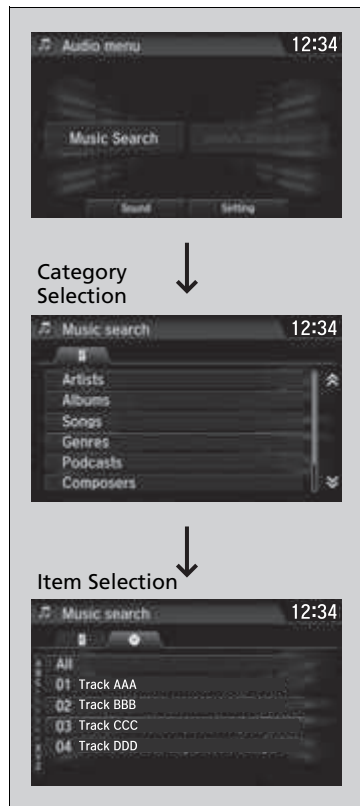 Audio menu 12:34
Music Search
Sound Setting
Category
Selection
Music search 12:34
Artists
Albums
Songs
Genres
Podcasts
Composers
Item Selection
Music search 12:34
All
01 Track AAA
02 Track BBB
03 Track CCC
04 Track DDD